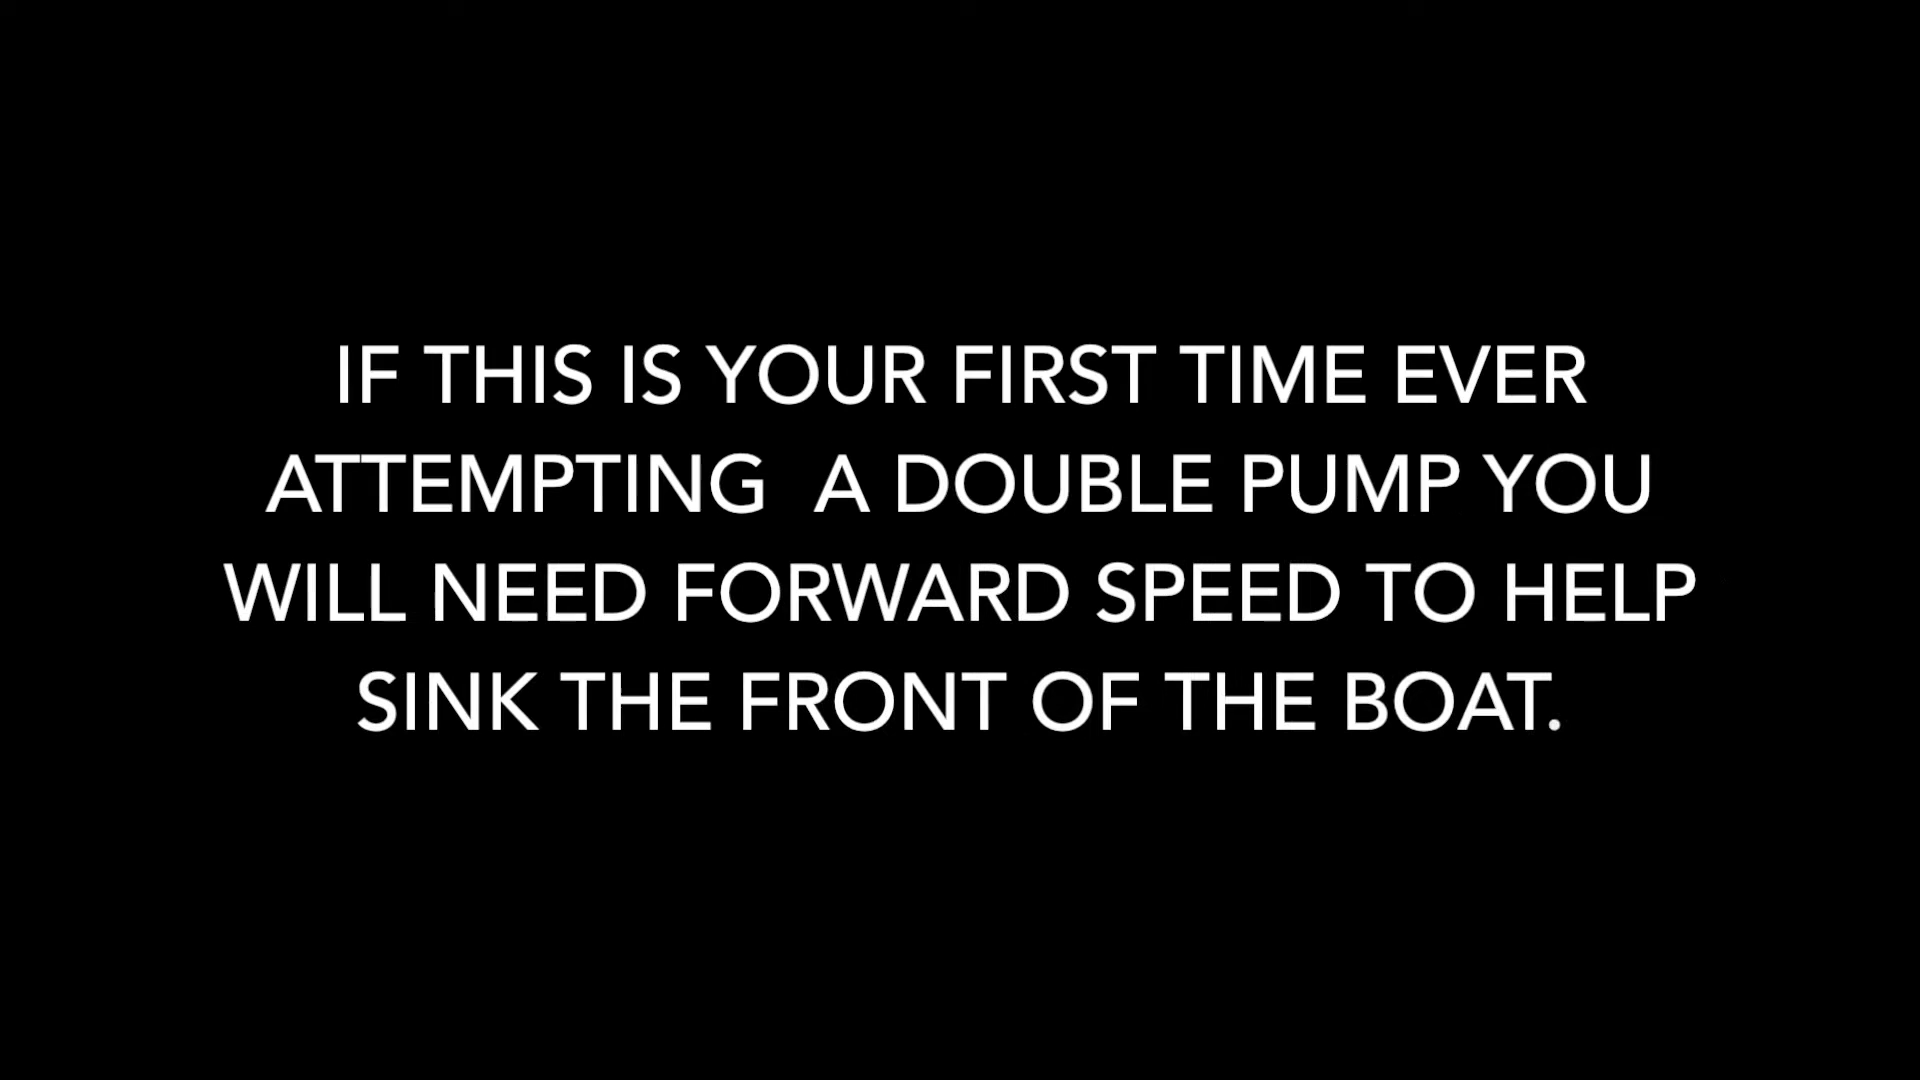 IF THIS IS YOUR FIRST TIME EVER
ATTEMPTING  A DOUBLE PUMP YOU
WILL NEED FORWARD SPEED TO HELP
SINK THE FRONT OF THE BOAT.